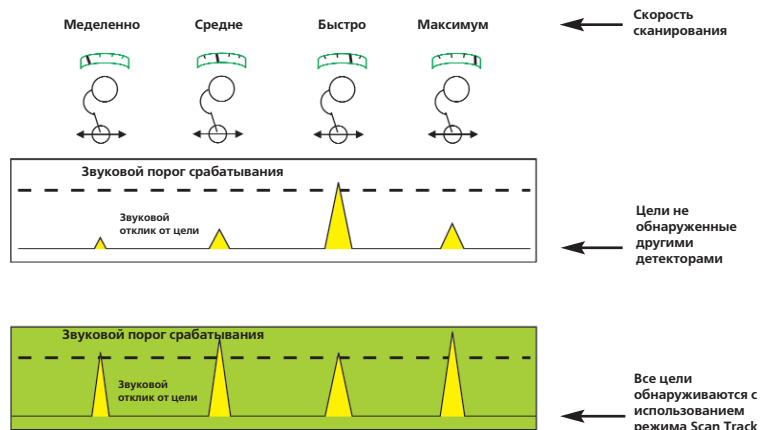 Меделенно Средне Быстро Максимум
Скорость
сканирования
Звуковой порог срабатывания
Звуковой
отклик от цели
Цели не
обнаруженные
другими
детекторами
Звуковой порог срабатывания
Звуковой
отклик от цели
Все цели
обнаруживаются с
использованием
режима Scan Track